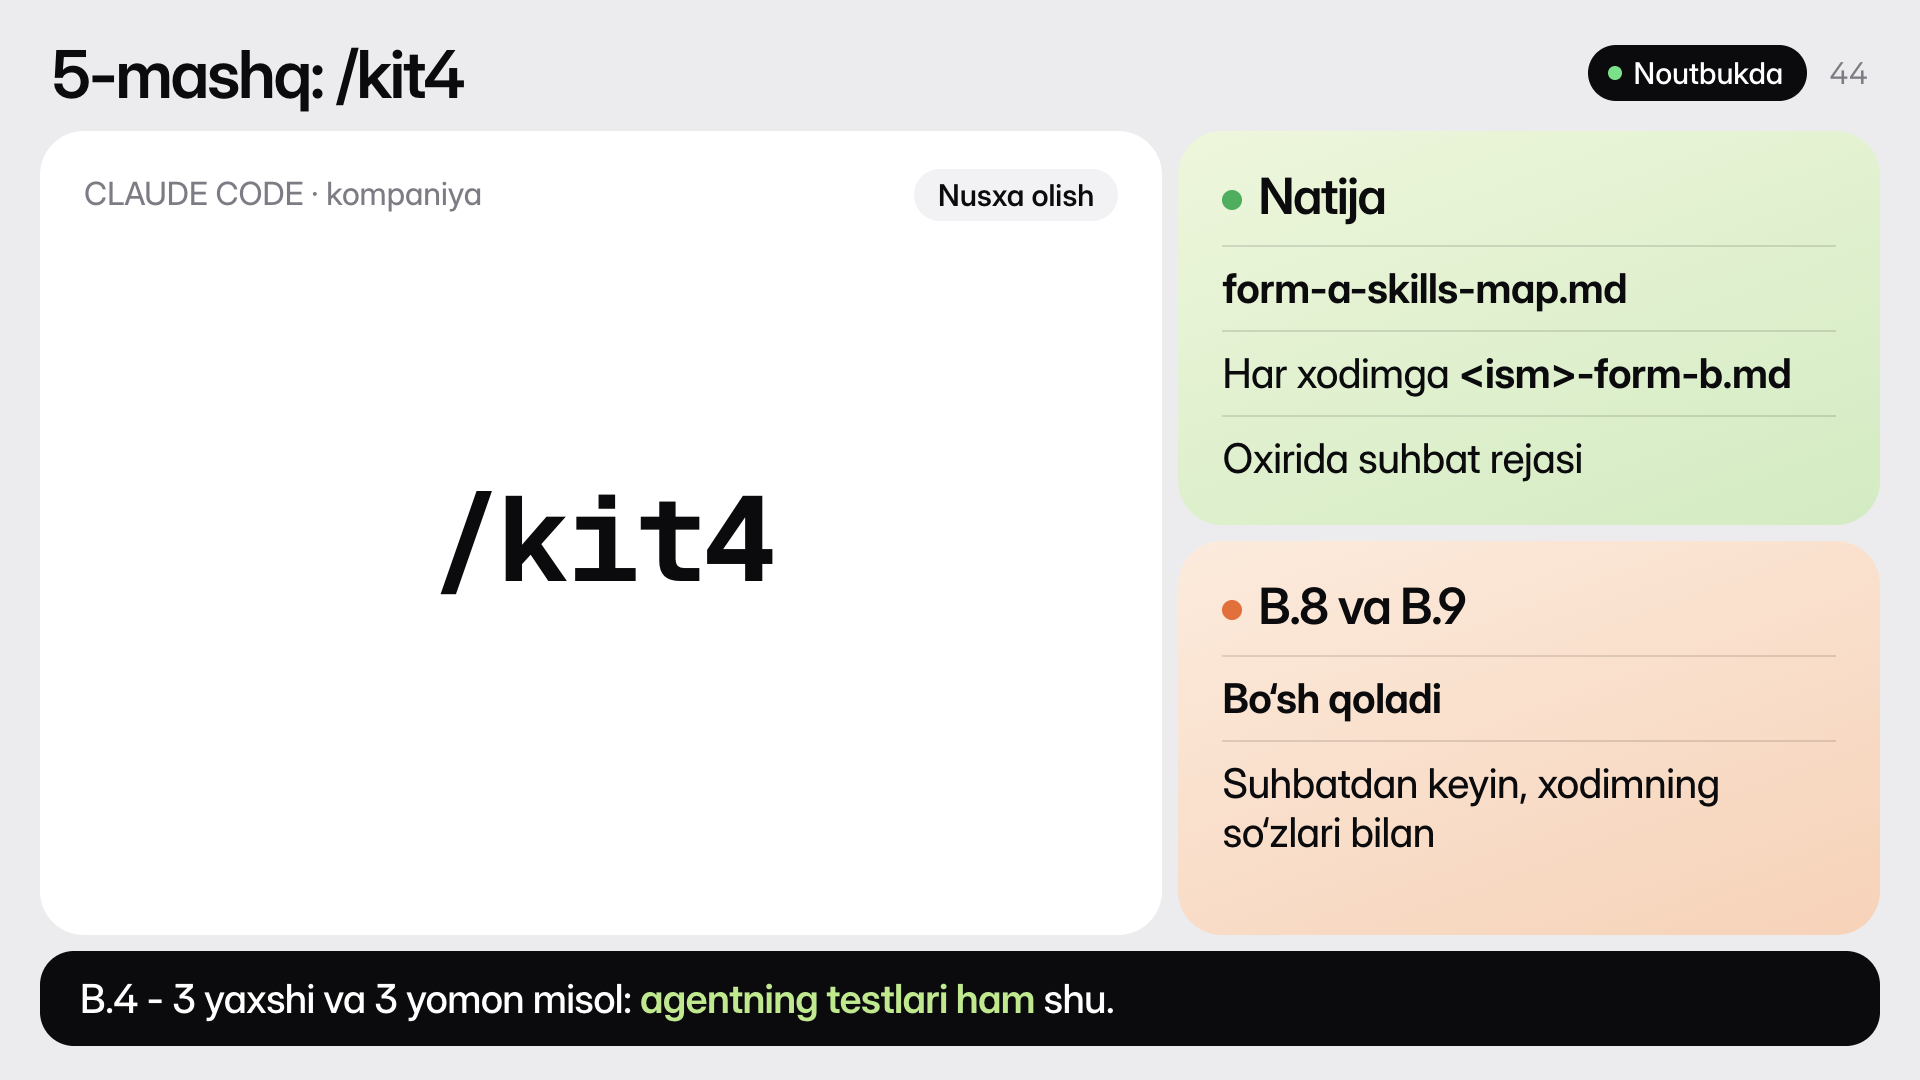 5-mashq: /kit4
Noutbukda
44
CLAUDE CODE · kompaniya
Nusxa olish
/kit4
Natija
form-a-skills-map.md
Har xodimga <ism>-form-b.md
Oxirida suhbat rejasi
B.8 va B.9
Bo‘sh qoladi
Suhbatdan keyin, xodimning
so‘zlari bilan
B.4 - 3 yaxshi va 3 yomon misol: agentning testlari ham shu.